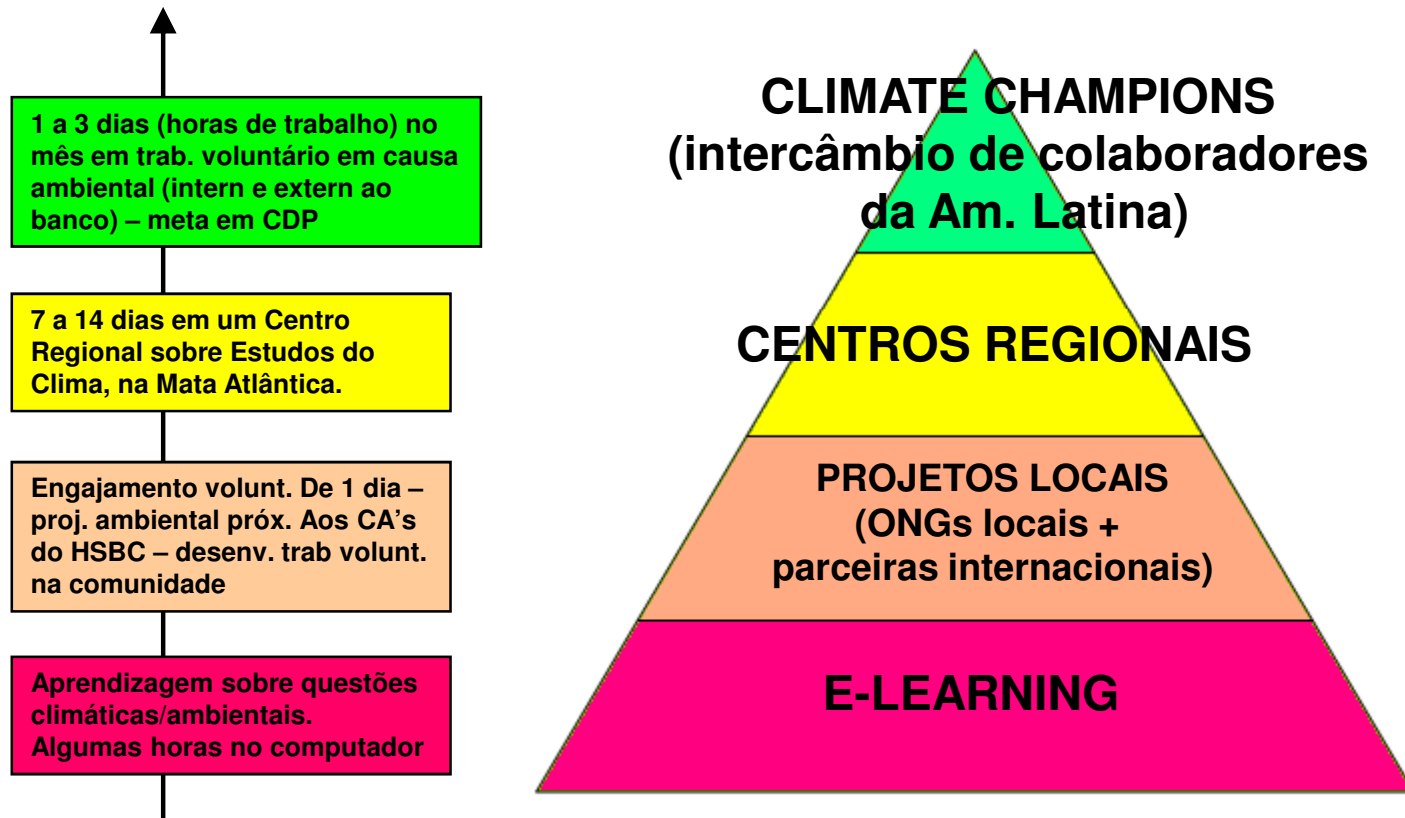 1 a 3 dias (horas de trabalho) no
mês em trab. voluntário em causa
ambiental (intern e extern ao
banco) – meta em CDP
7 a 14 dias em um Centro
Regional sobre Estudos do
Clima, na Mata Atlântica.
Engajamento volunt. De 1 dia –
proj. ambiental próx. Aos CA's
do HSBC – desenv. trab volunt.
na comunidade
Aprendizagem sobre questões
climáticas/ambientais.
Algumas horas no computador
CLIMATE CHAMPIONS
(intercâmbio de colaboradores
da Am. Latina)
CENTROS REGIONAIS
PROJETOS LOCAIS
(ONGs locais +
parceiras internacionais)
E-LEARNING